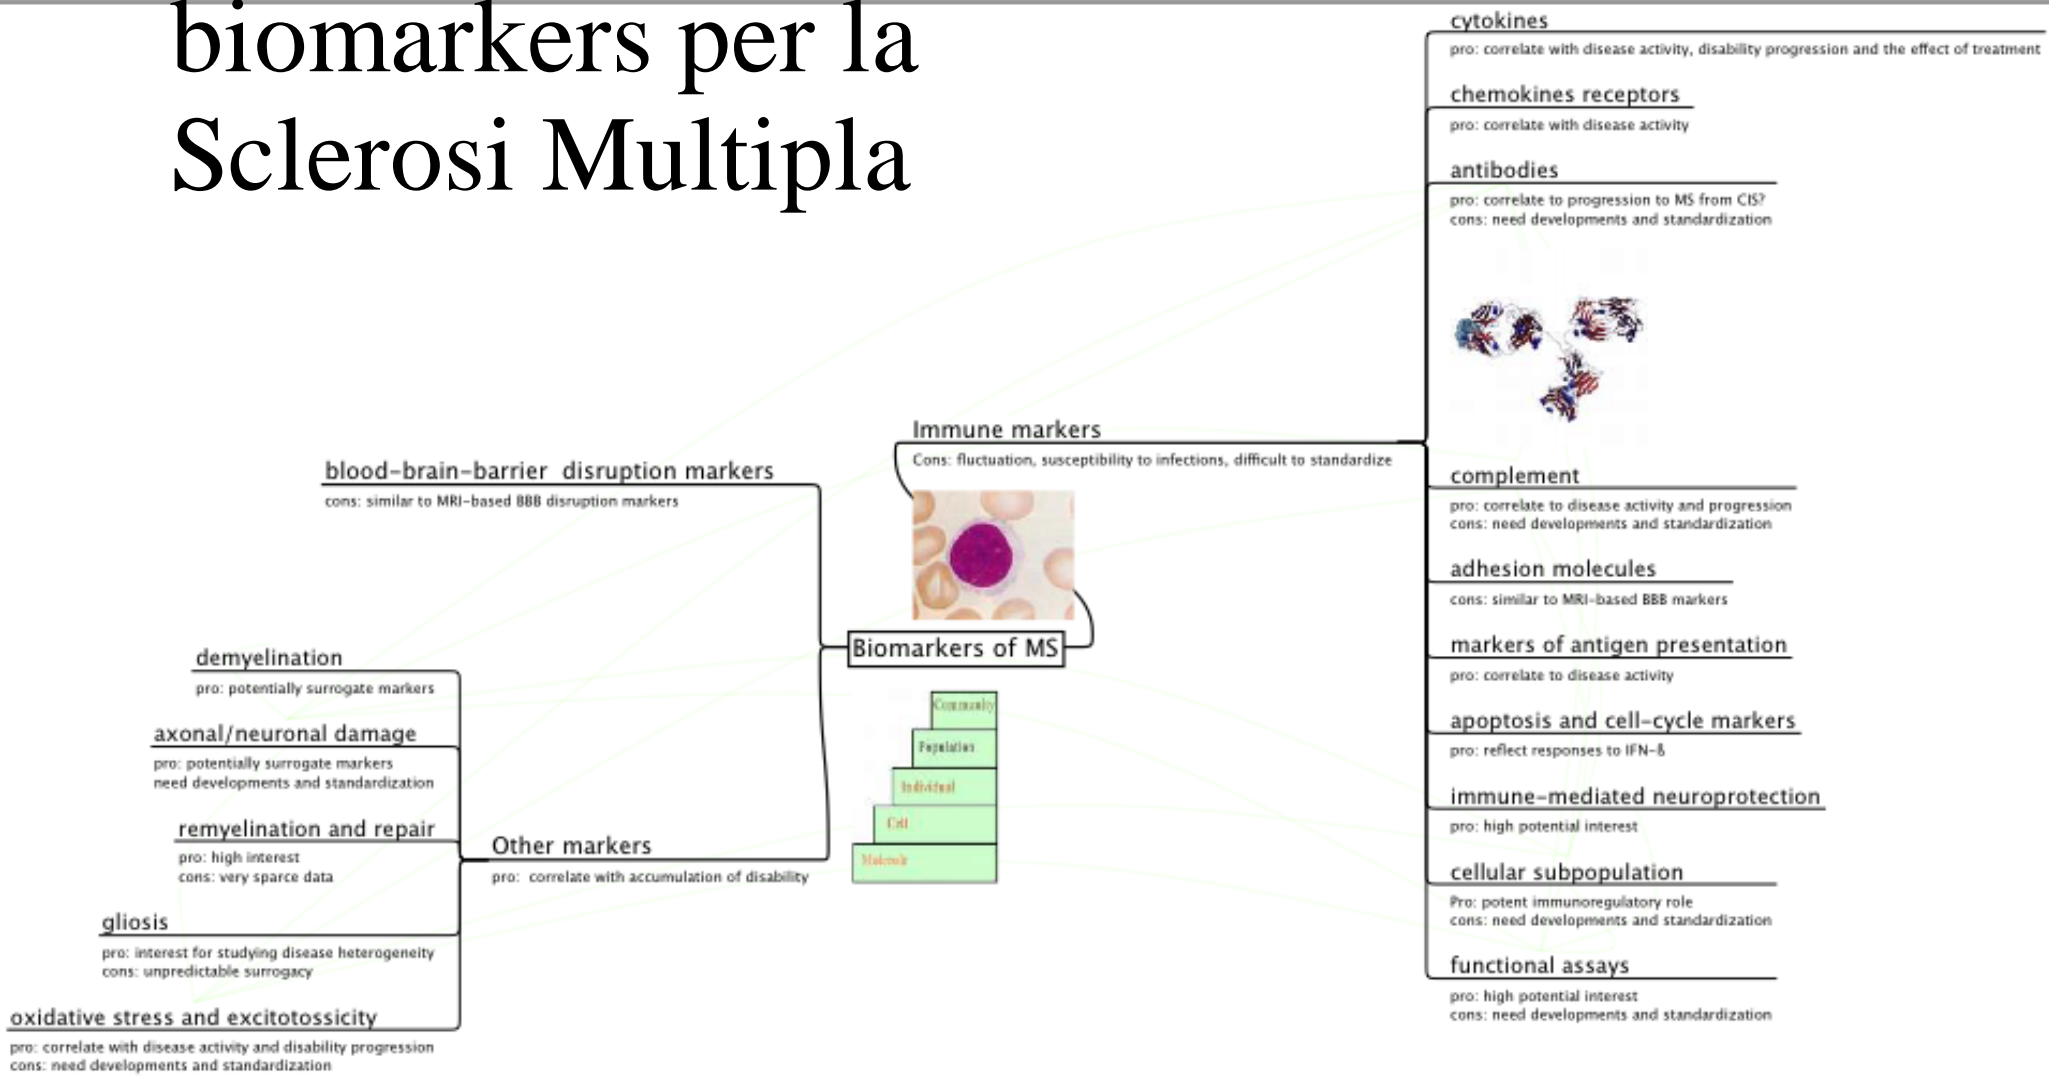 biomarkers per la
Sclerosi Multipla
cytokines
pro: correlate with disease activity, disability progression and the effect of treatment
chemokines receptors
pro: correlate with disease activity
antibodies
pro: correlate to progression to MS from CIS?
cons: need developments and standardization
Immune markers
Cons: fluctuation, susceptibility to infections, difficult to standardize
complement
pro: correlate to disease activity and progression
cons: need developments and standardization
adhesion molecules
cons: similar to MRI-based BBB markers
markers of antigen presentation
pro: correlate to disease activity
apoptosis and cell-cycle markers
pro: reflect responses to IFN-ß
immune-mediated neuroprotection
pro: high potential interest
cellular subpopulation
Pro: potent immunoregulatory role
cons: need developments and standardization
functional assays
pro: high potential interest
cons: need developments and standardization
blood-brain-barrier disruption markers
cons: similar to MRI-based BBB disruption markers
Biomarkers of MS
Community
Population
Individual
Cell
Molecule
Other markers
pro: correlate with accumulation of disability
demyelination
pro: potentially surrogate markers
axonal/neuronal damage
pro: potentially surrogate markers
need developments and standardization
remyelination and repair
pro: high interest
cons: very sparce data
gliosis
pro: interest for studying disease heterogeneity
cons: unpredictable surrogacy
oxidative stress and excitotossicity
pro: correlate with disease activity and disability progression
cons: need developments and standardization